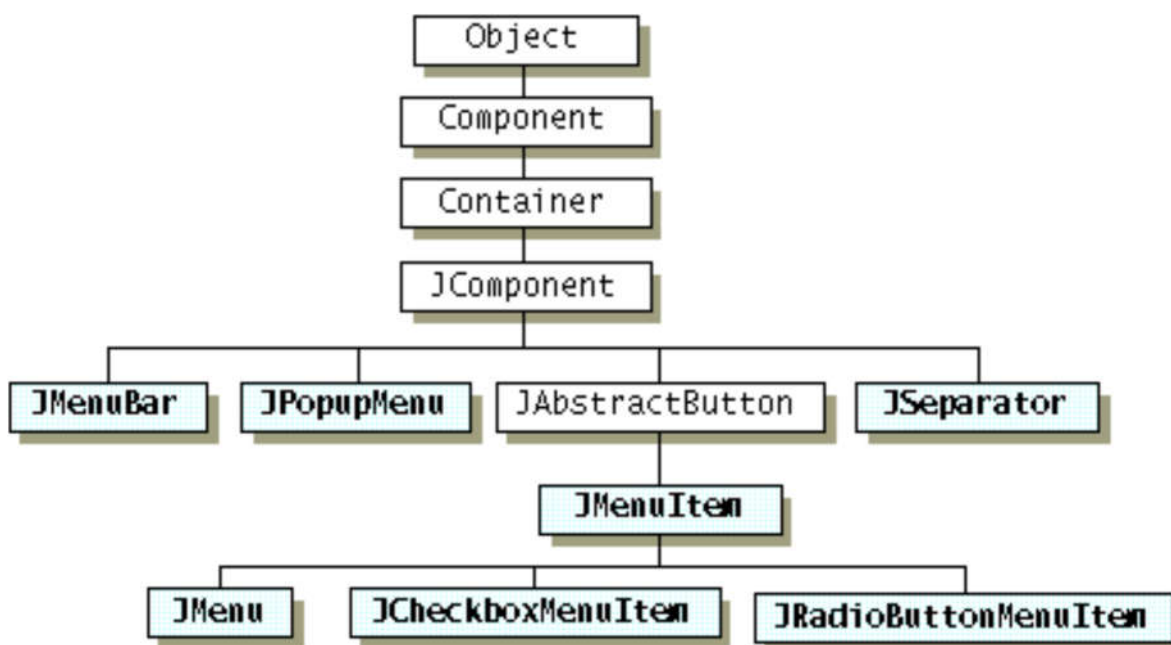 Object
Component
Container
JComponent
JMenuBar
JPopupMenu
JAbstractButton
JSeparator
JMenuItem
JMenu
JCheckboxMenuItem
JRadioButtonMenuItem